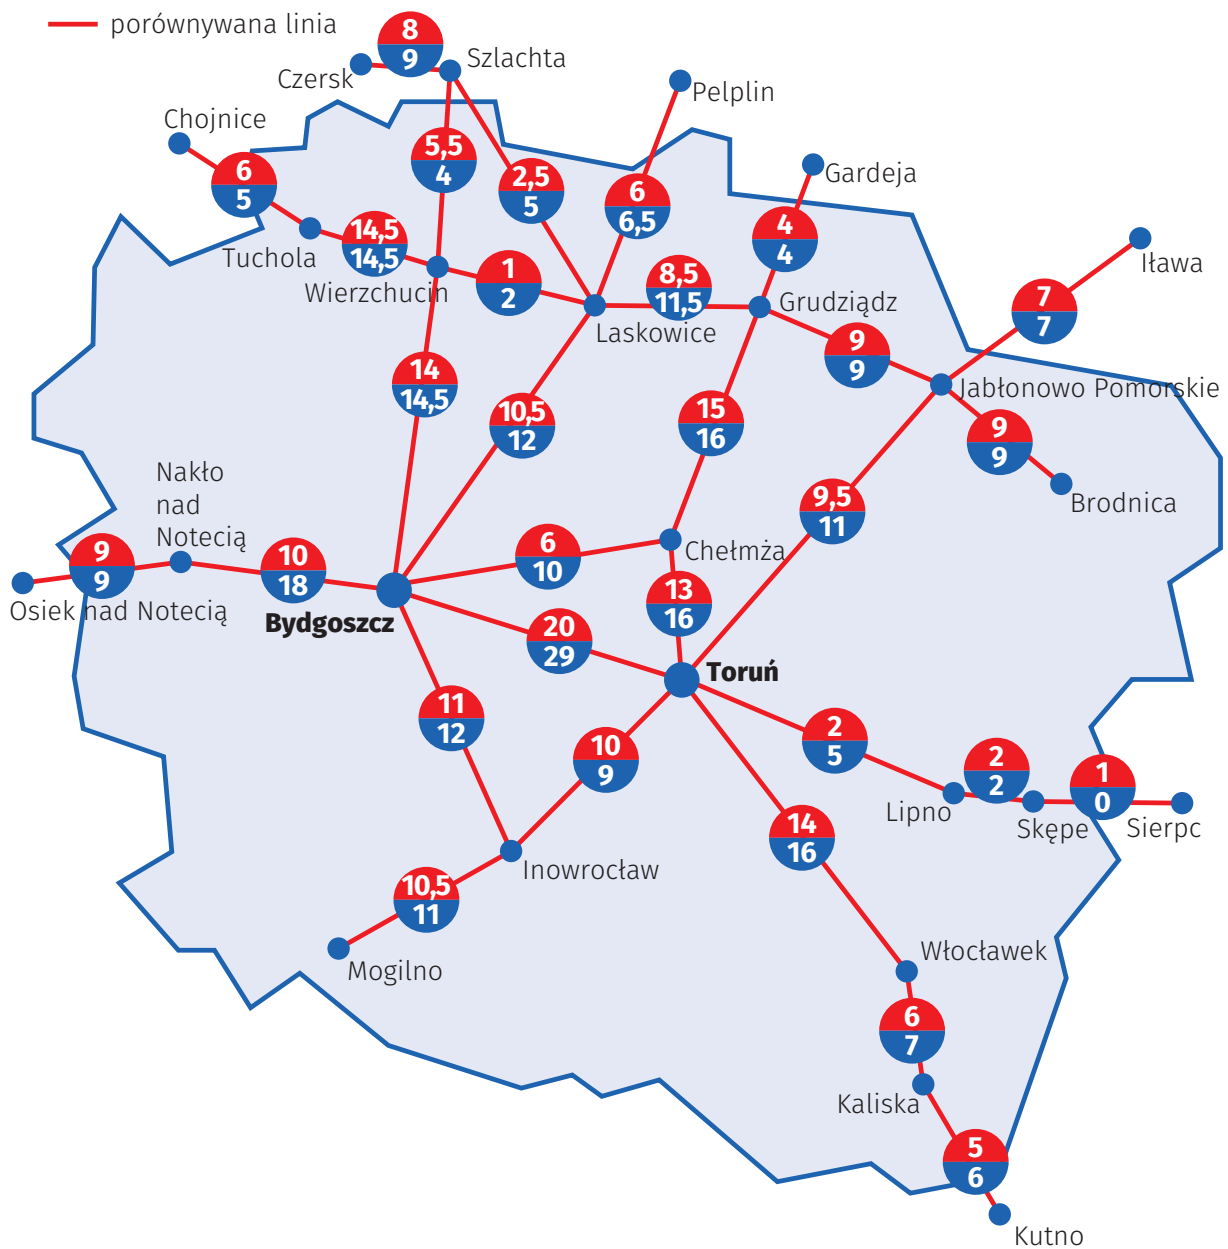 porównywana linia
8
9
Czersk
Szlachta
Pelplin
Chojnice
5,5
4
6
5
2,5
5
6
6,5
Gardeja
4
4
Tuchola
14,5
14,5
Wierzchucin
1
2
8,5
11,5
Iława
Laskowice
Grudziądz
7
7
9
9
14
14,5
Jabłonowo Pomorskie
10,5
12
15
16
9
9
Nakło
nad
Notecią
9,5
11
Brodnica
9
9
10
18
6
10
Chełmża
Osiek nad Notecią
Bydgoszcz
13
16
20
29
Toruń
11
12
10
9
2
5
2
2
1
0
Lipno
Skępe
Sierpc
14
16
Inowrocław
10,5
11
Mogilno
Włocławek
6
7
Kaliska
5
6
Kutno